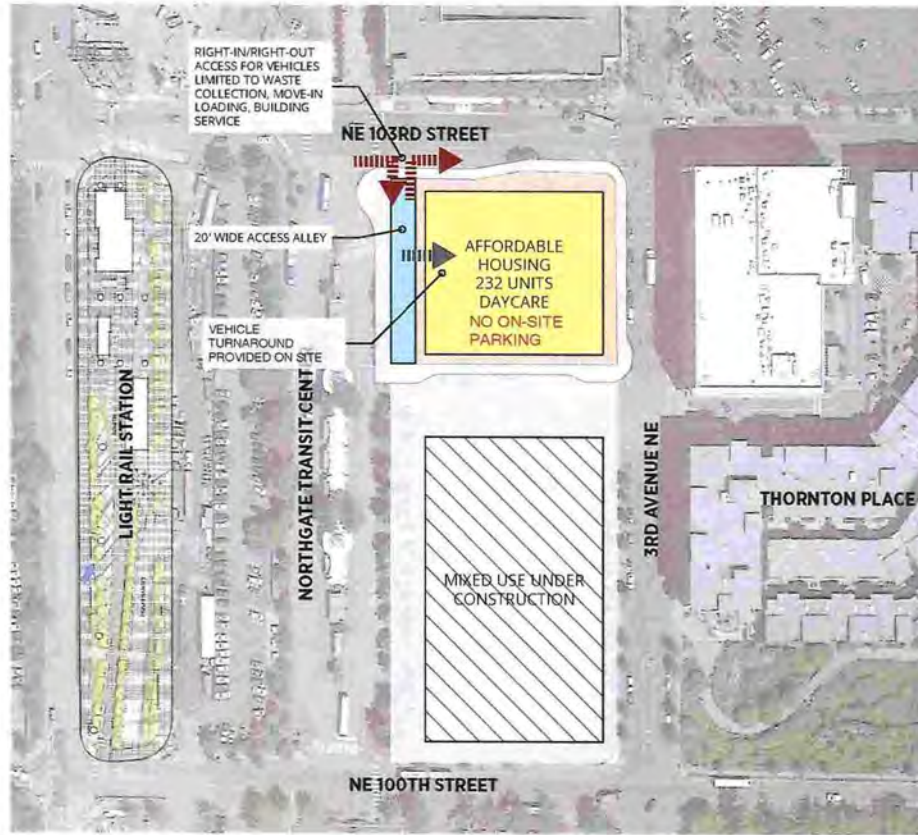 RIGHT-IN/RIGHT-OUT
ACCESS FOR VEHICLES
LIMITED TO WASTE
COLLECTION, MOVE-IN
LOADING, BUILDING
SERVICE
NE 103RD STREET
20' WIDE ACCESS ALLEY
AFFORDABLE
HOUSING
232 UNITS
DAYCARE
NO ON-SITE
PARKING
VEHICLE
TURNAROUND
PROVIDED ON SITE
LIGHT RAIL STATION
NORTHGATE TRANSIT CENTER
3RD AVENUE NE
THORNTON PLACE
MIXED USE UNDER
CONSTRUCTION
NE 100TH STREET